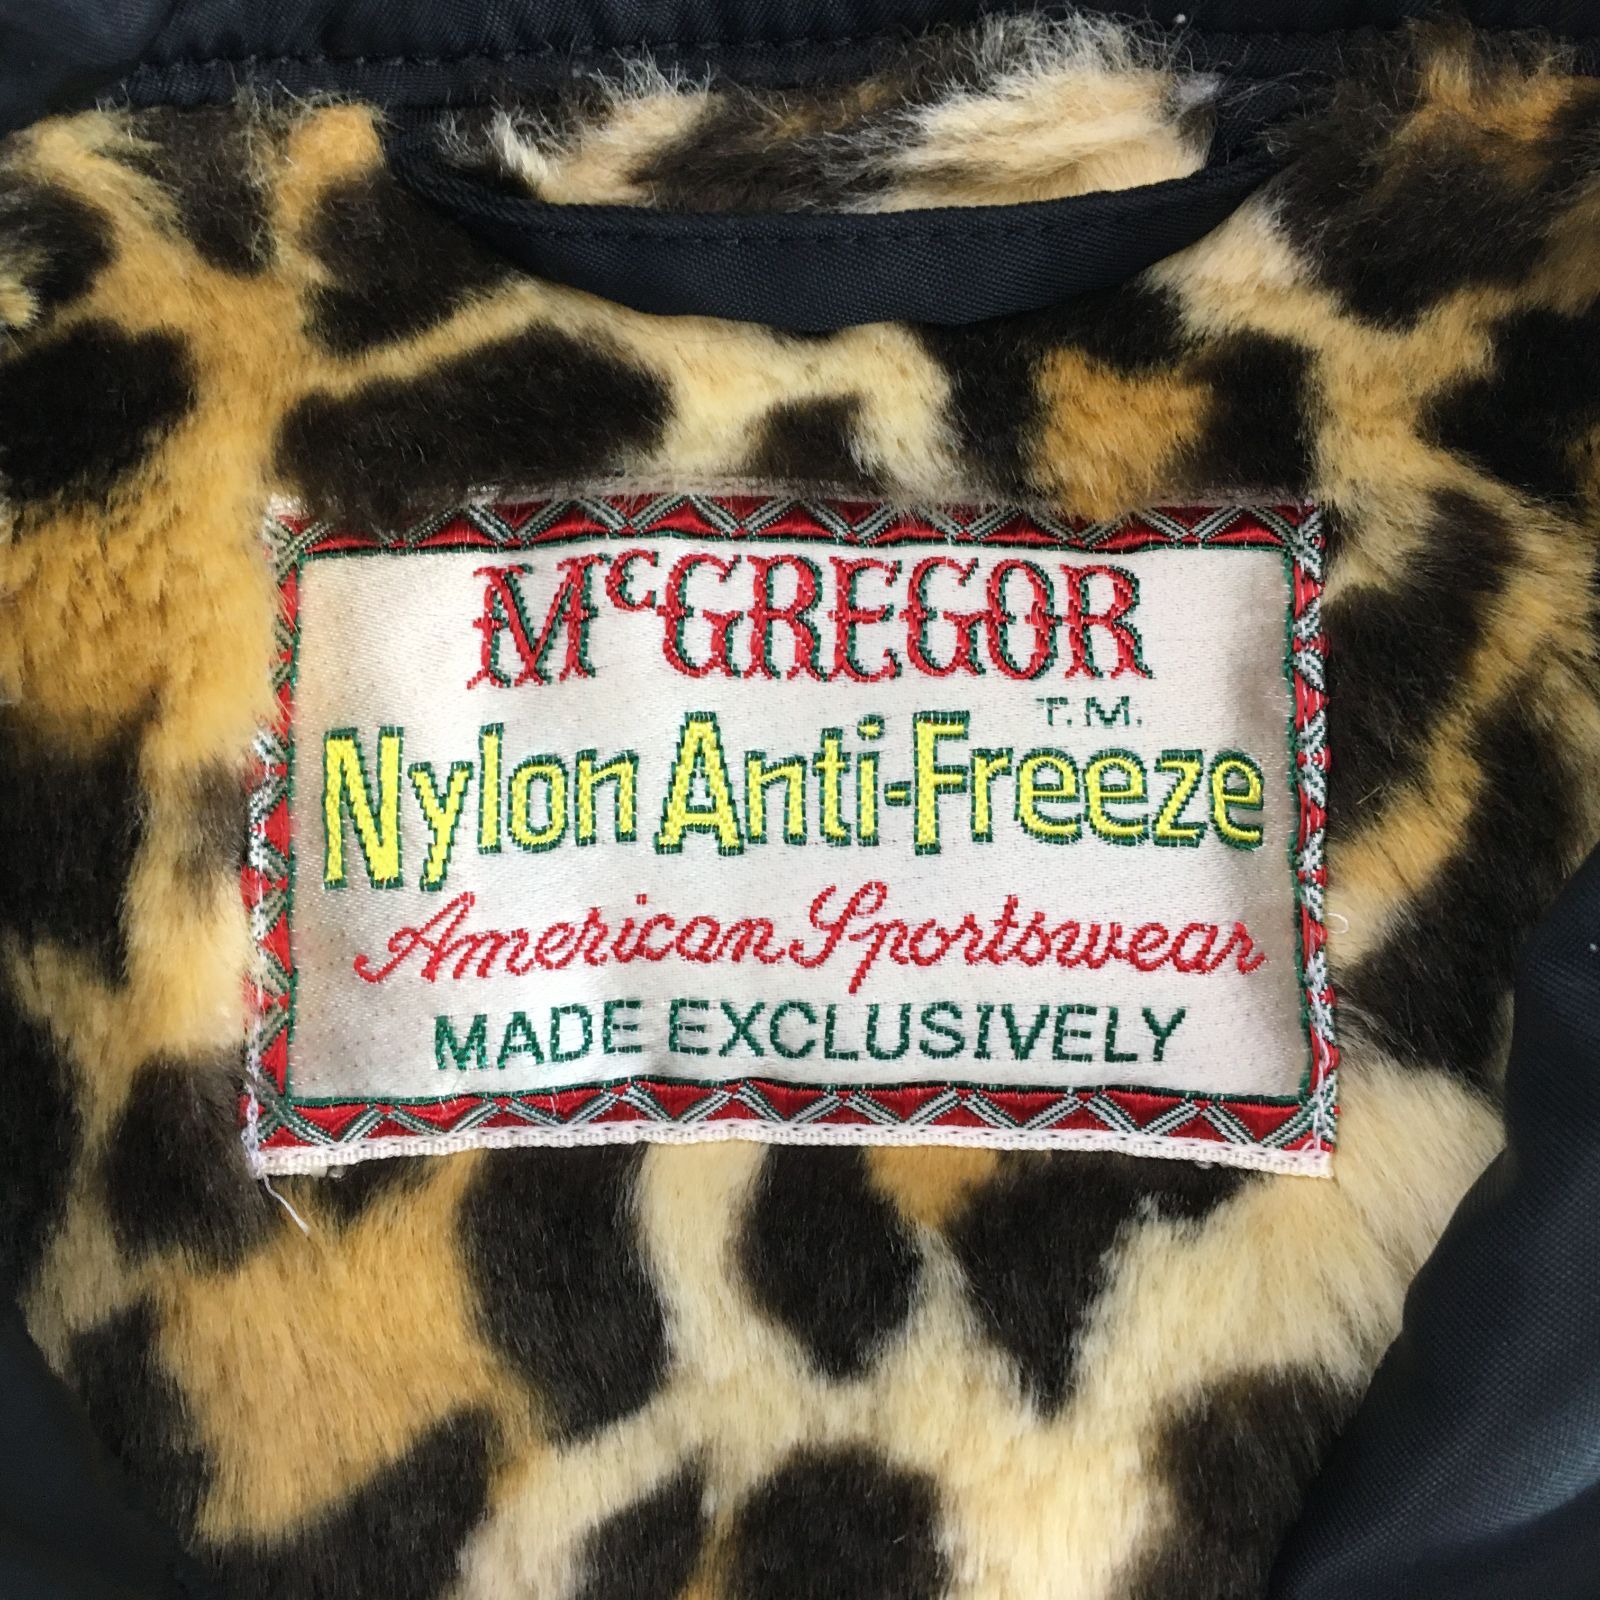 McGREGOR
T.M.
Nylon Anti-Freeze
American Sportswear
MADE EXCLUSIVELY